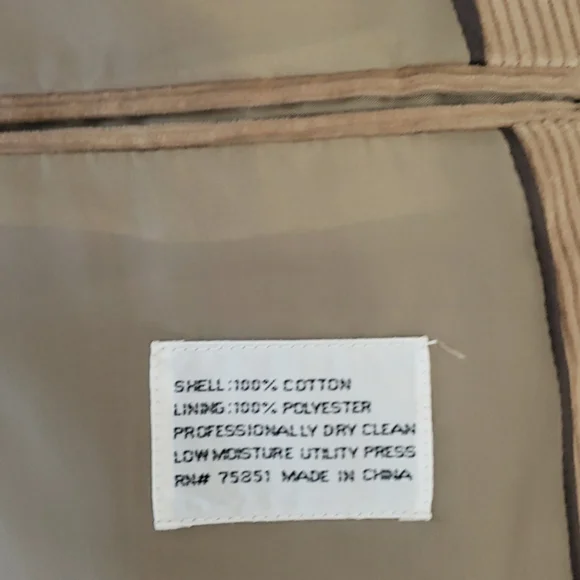 SHELL:100% COTTON
LINING:100% POLYESTER
PROFESSIONALLY DRY CLEAN
LOW MOISTURE UTILITY PRESS
RN# 75851 MADE IN CHINA